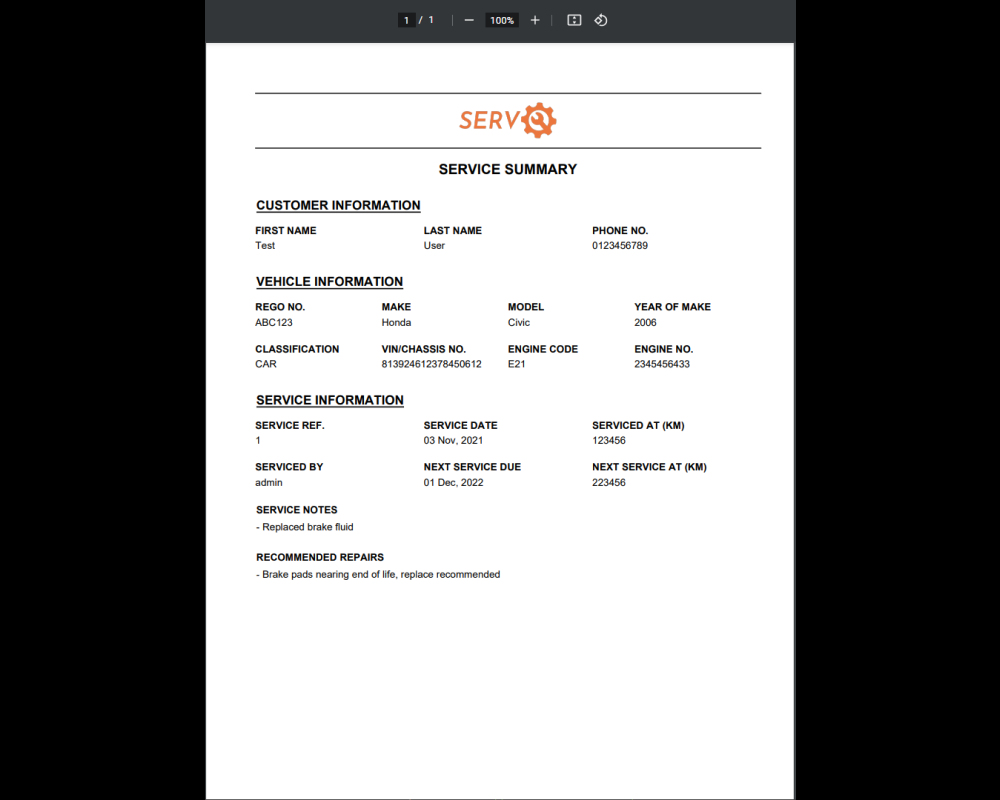 1 / 1 100%
SERVO
SERVICE SUMMARY
CUSTOMER INFORMATION
FIRST NAME LAST NAME PHONE NO.
Test User 0123456789
VEHICLE INFORMATION
REGO NO. MAKE MODEL YEAR OF MAKE
ABC123 Honda Civic 2006
CLASSIFICATION VIN/CHASSIS NO. ENGINE CODE ENGINE NO.
CAR 813924612378450612 E21 2345456433
SERVICE INFORMATION
SERVICE REF. SERVICE DATE SERVICED AT (KM)
1 03 Nov, 2021 123456
SERVICED BY NEXT SERVICE DUE NEXT SERVICE AT (KM)
admin 01 Dec, 2022 223456
SERVICE NOTES
- Replaced brake fluid
RECOMMENDED REPAIRS
- Brake pads nearing end of life, replace recommended